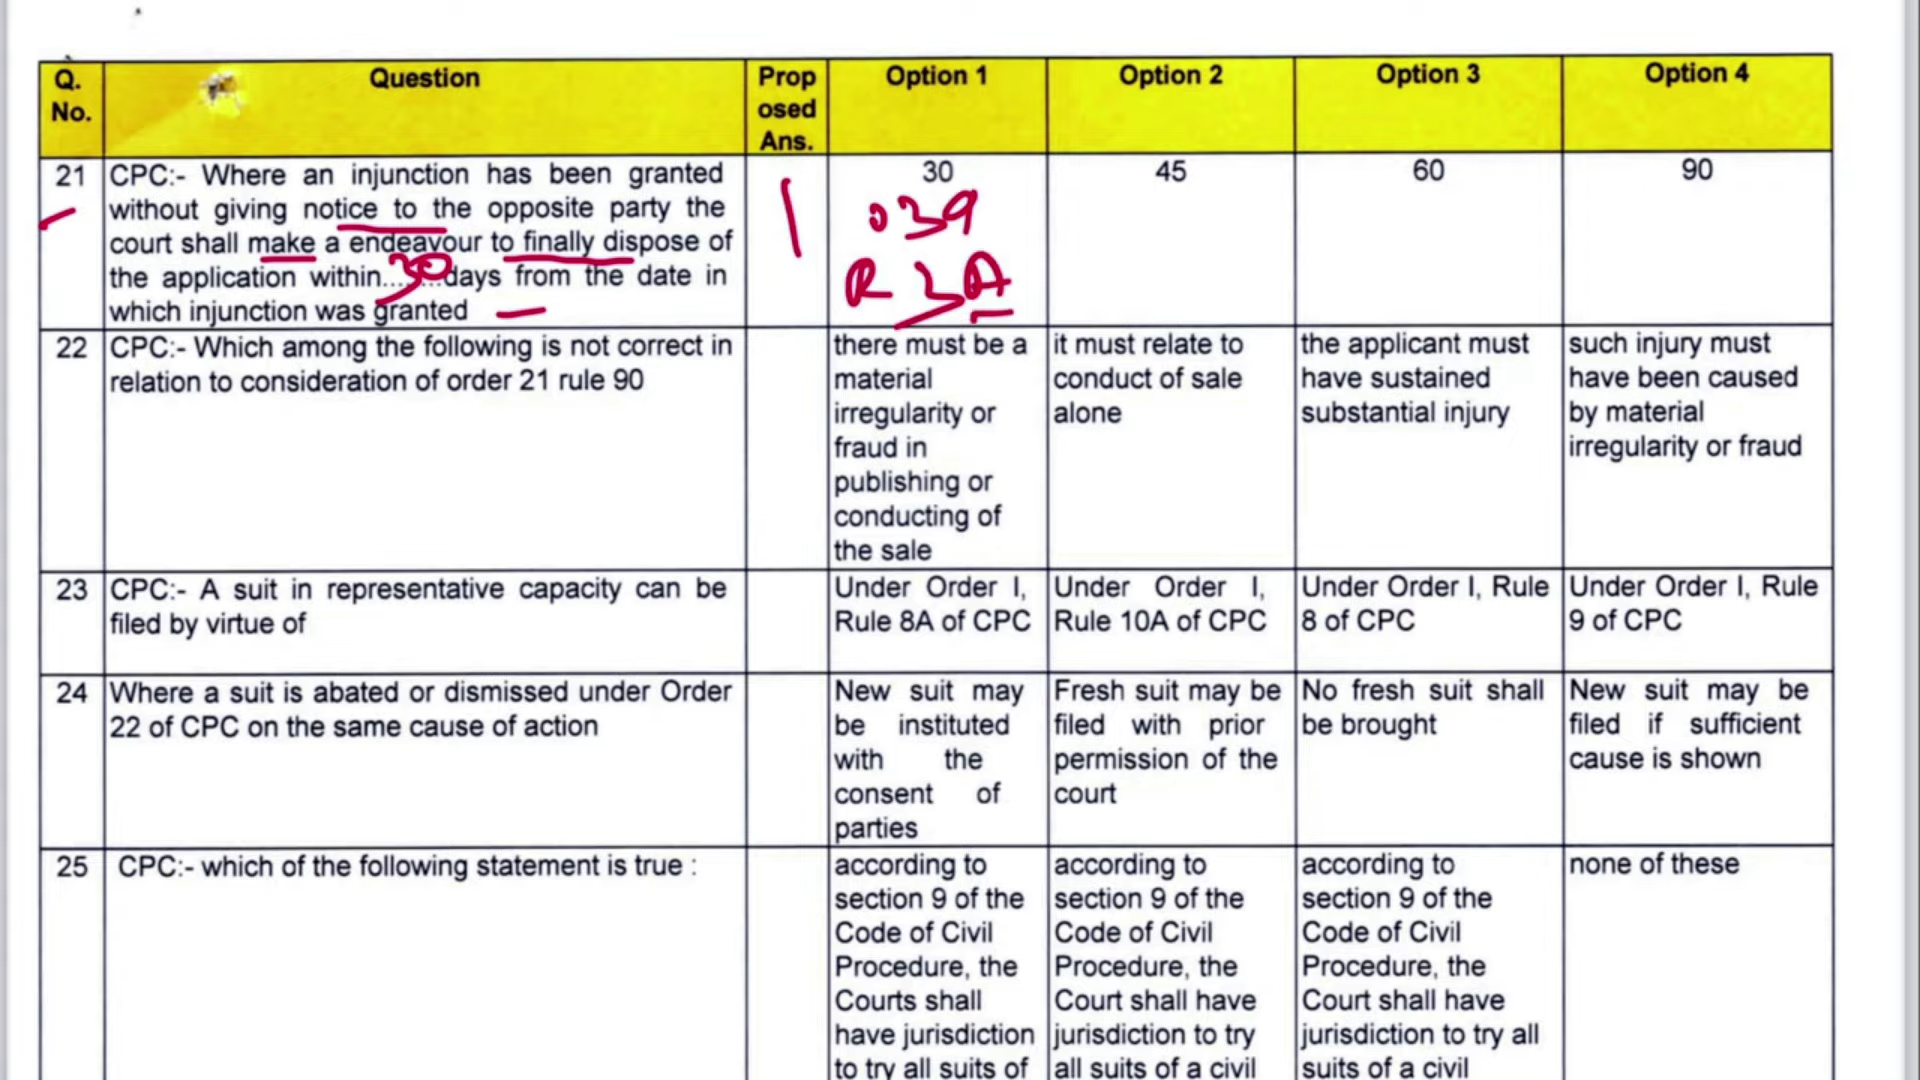 Q. No. Question Prop osed Ans. Option 1 Option 2 Option 3 Option 4
21 CPC:- Where an injunction has been granted
without giving notice to the opposite party the
court shall make a endeavour to finally dispose of
the application within.......days from the date in
which injunction was granted
30
1
30
O39
R 3A
45
60
90
22 CPC:- Which among the following is not correct in
relation to consideration of order 21 rule 90
there must be a
material
irregularity or
fraud in
publishing or
conducting of
the sale
it must relate to
conduct of sale
alone
the applicant must
have sustained
substantial injury
such injury must
have been caused
by material
irregularity or fraud
23 CPC:- A suit in representative capacity can be
filed by virtue of
Under Order I,
Rule 8A of CPC
Under Order I,
Rule 10A of CPC
Under Order I, Rule
8 of CPC
Under Order I, Rule
9 of CPC
24 Where a suit is abated or dismissed under Order
22 of CPC on the same cause of action
New suit may
be instituted
with the
consent of
parties
Fresh suit may be
filed with prior
permission of the
court
No fresh suit shall
be brought
New suit may be
filed if sufficient
cause is shown
25 CPC:- which of the following statement is true :
according to
section 9 of the
Code of Civil
Procedure, the
Courts shall
have jurisdiction
to try all suits of
according to
section 9 of the
Code of Civil
Procedure, the
Court shall have
jurisdiction to try
all suits of a civil
according to
section 9 of the
Code of Civil
Procedure, the
Court shall have
jurisdiction to try all
suits of a civil
none of these